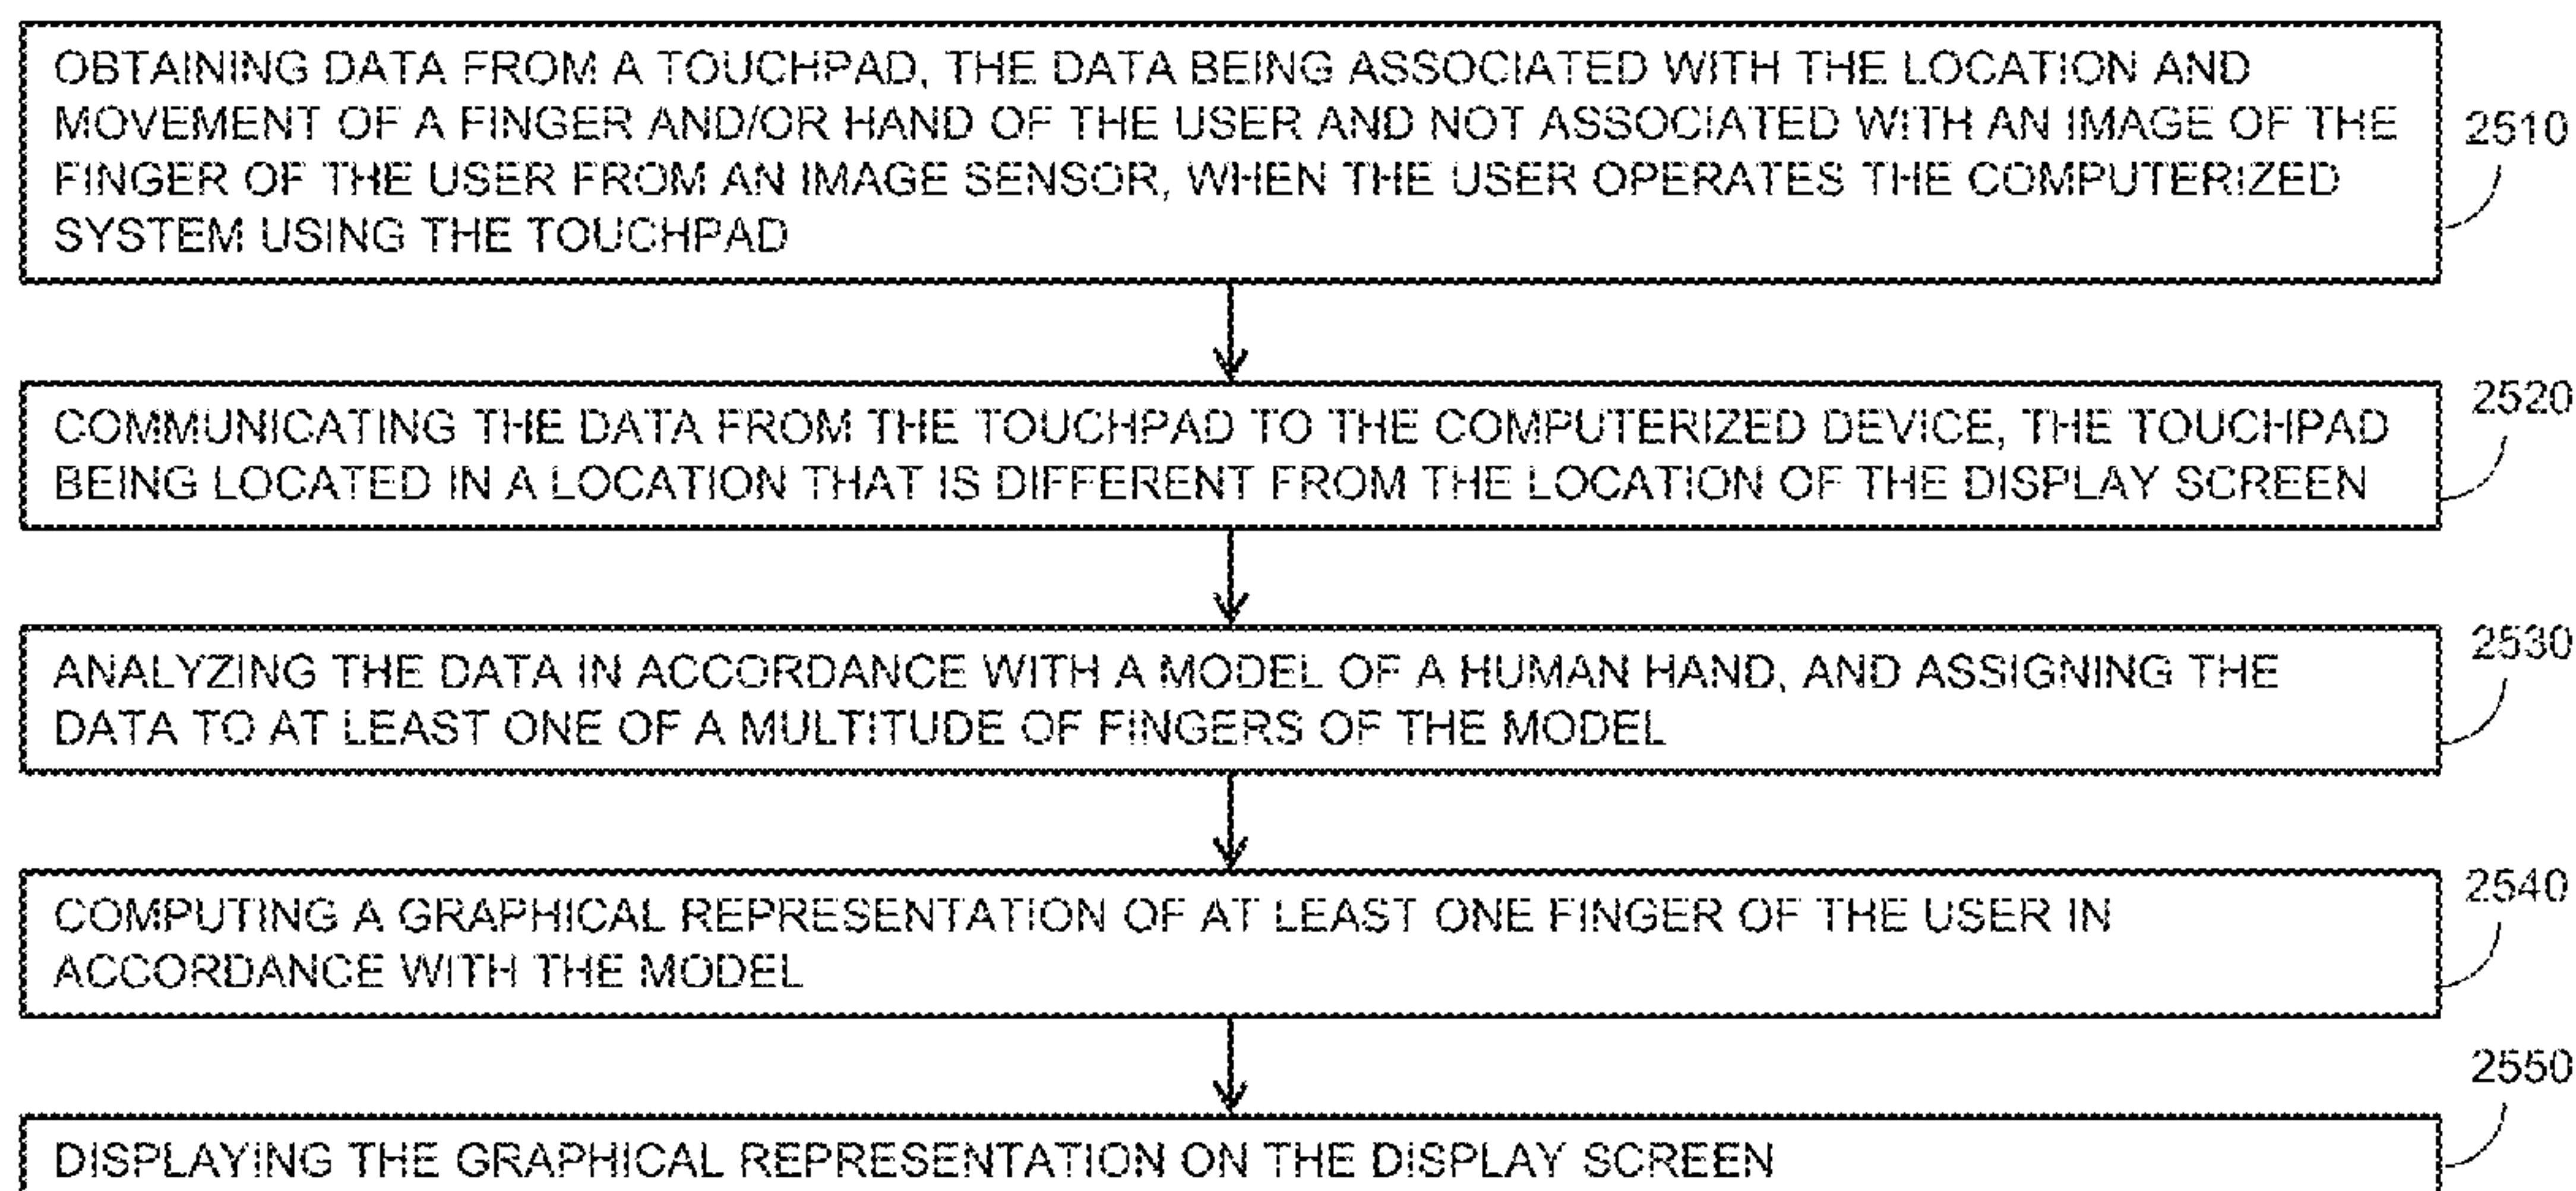 OBTAINING DATA FROM A TOUCHPAD, THE DATA BEING ASSOCIATED WITH THE LOCATION AND
MOVEMENT OF A FINGER AND/OR HAND OF THE USER AND NOT ASSOCIATED WITH AN IMAGE OF THE
FINGER OF THE USER FROM AN IMAGE SENSOR, WHEN THE USER OPERATES THE COMPUTERIZED
SYSTEM USING THE TOUCHPAD
2510
COMMUNICATING THE DATA FROM THE TOUCHPAD TO THE COMPUTERIZED DEVICE, THE TOUCHPAD
BEING LOCATED IN A LOCATION THAT IS DIFFERENT FROM THE LOCATION OF THE DISPLAY SCREEN
2520
ANALYZING THE DATA IN ACCORDANCE WITH A MODEL OF A HUMAN HAND, AND ASSIGNING THE
DATA TO AT LEAST ONE OF A MULTITUDE OF FINGERS OF THE MODEL
2530
COMPUTING A GRAPHICAL REPRESENTATION OF AT LEAST ONE FINGER OF THE USER IN
ACCORDANCE WITH THE MODEL
2540
DISPLAYING THE GRAPHICAL REPRESENTATION ON THE DISPLAY SCREEN
2550